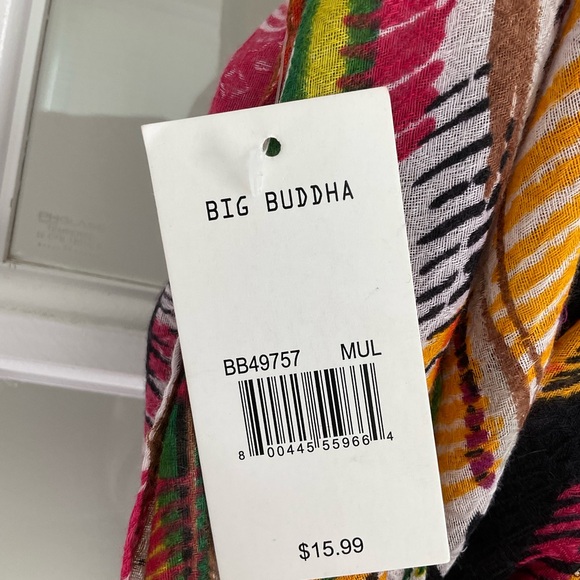 BIG BUDDHA
BB49757 MUL
8 00445 55966 4
$15.99